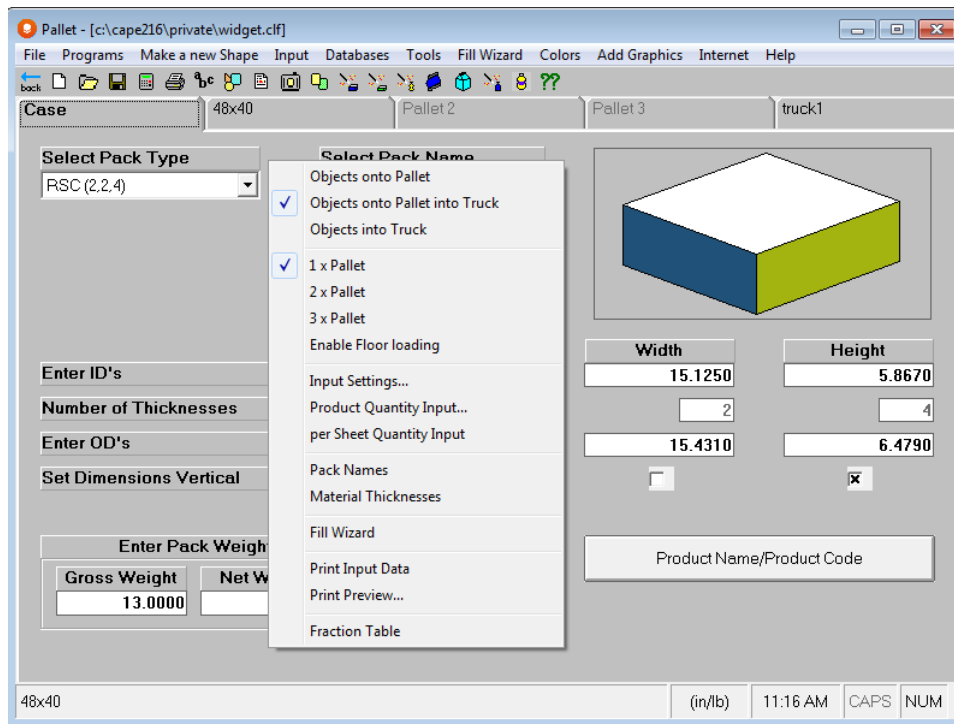 Pallet - [c:\cape216\private\widget.clf]
File Programs Make a new Shape Input Databases Tools Fill Wizard Colors Add Graphics Internet Help
back
Case 48x40 Pallet 2 Pallet 3 truck1
Select Pack Type Select Pack Name
RSC (2,2,4)
Objects onto Pallet
Objects onto Pallet into Truck
Objects into Truck
1 x Pallet
2 x Pallet
3 x Pallet
Enable Floor loading
Input Settings...
Product Quantity Input...
per Sheet Quantity Input
Pack Names
Material Thicknesses
Fill Wizard
Print Input Data
Print Preview...
Fraction Table
Width Height
Enter ID's 15.1250 5.8670
Number of Thicknesses 2 4
Enter OD's 15.4310 6.4790
Set Dimensions Vertical
Enter Pack Weigh
Gross Weight Net W
13.0000
Product Name/Product Code
48x40 (in/lb) 11:16 AM CAPS NUM